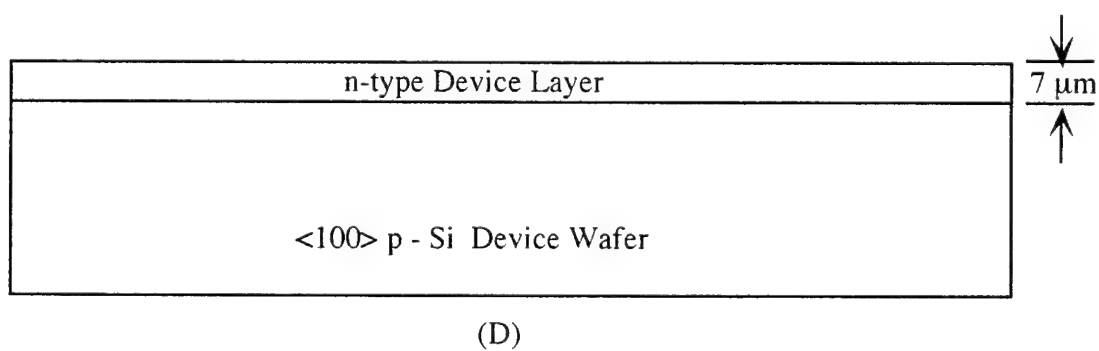 n-type Device Layer
7 μm
<100> p - Si Device Wafer
(D)